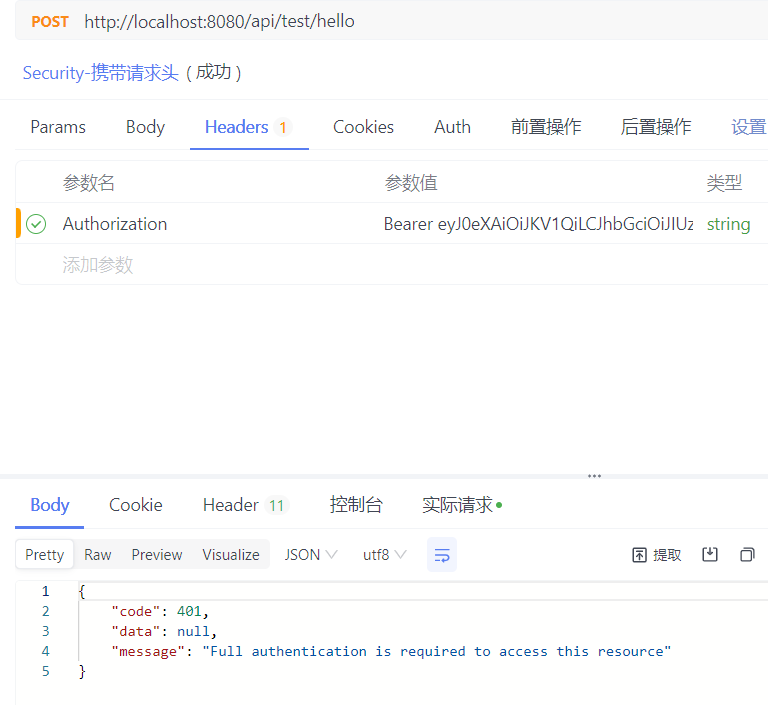 POST http://localhost:8080/api/test/hello
Security-携带请求头 ( 成功 )
Params Body Headers 1 Cookies Auth 前置操作 后置操作 设置
参数名 参数值 类型
Authorization Bearer eyJ0eXAiOiJKV1QiLCJhbGciOiJIUz string
添加参数
Body Cookie Header 11 控制台 实际请求
Pretty Raw Preview Visualize JSON utf8 提取
1 {
2 "code": 401,
3 "data": null,
4 "message": "Full authentication is required to access this resource"
5 }